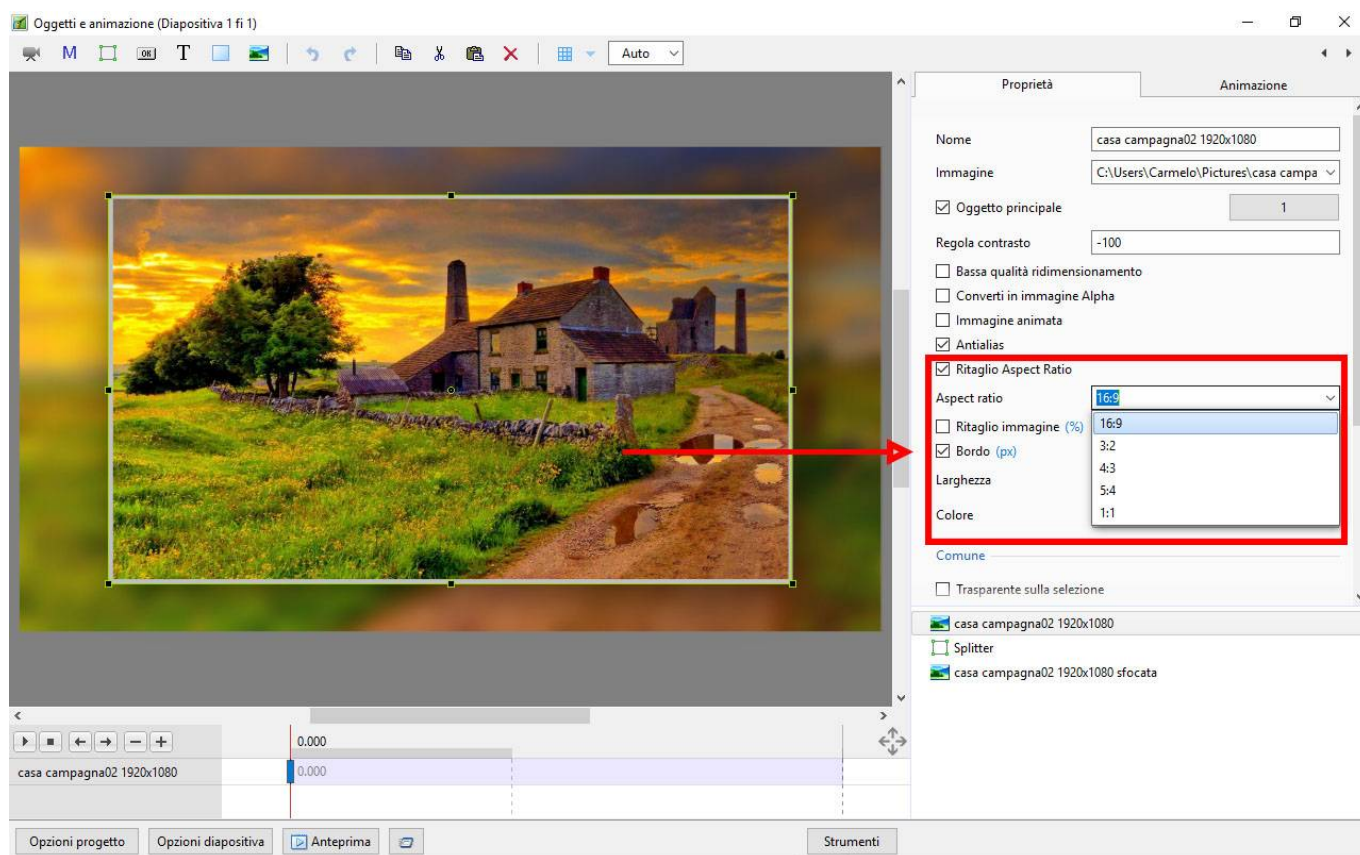 Oggetti e animazione (Diapositiva 1 fi 1)
M OK T Auto
Proprietà Animazione
Nome casa campagna02 1920x1080
Immagine C:\Users\Carmelo\Pictures\casa campa
Oggetto principale 1
Regola contrasto -100
Bassa qualità ridimensionamento
Converti in immagine Alpha
Immagine animata
Antialias
Ritaglio Aspect Ratio
Aspect ratio 16:9
Ritaglio immagine (%) 16:9
Bordo (px) 3:2
4:3
Larghezza
5:4
Colore 1:1
Comune
Trasparente sulla selezione
casa campagna02 1920x1080
Splitter
casa campagna02 1920x1080 sfocata
0.000
casa campagna02 1920x1080 0.000
Opzioni progetto Opzioni diapositiva Anteprima Strumenti